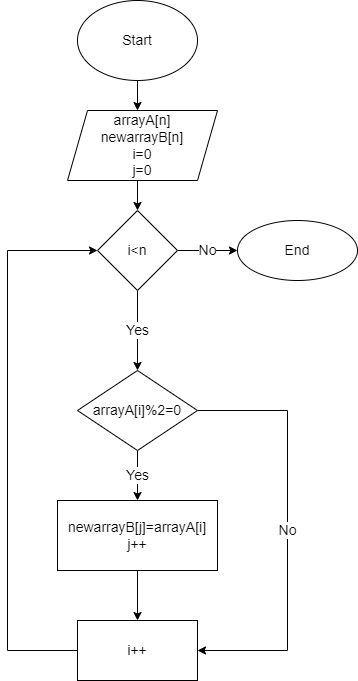 Start
arrayA[n]
newarrayB[n]
i=0
j=0
i<n
No
End
Yes
arrayA[i]%2=0
Yes
newarrayB[j]=arrayA[i]
j++
No
i++